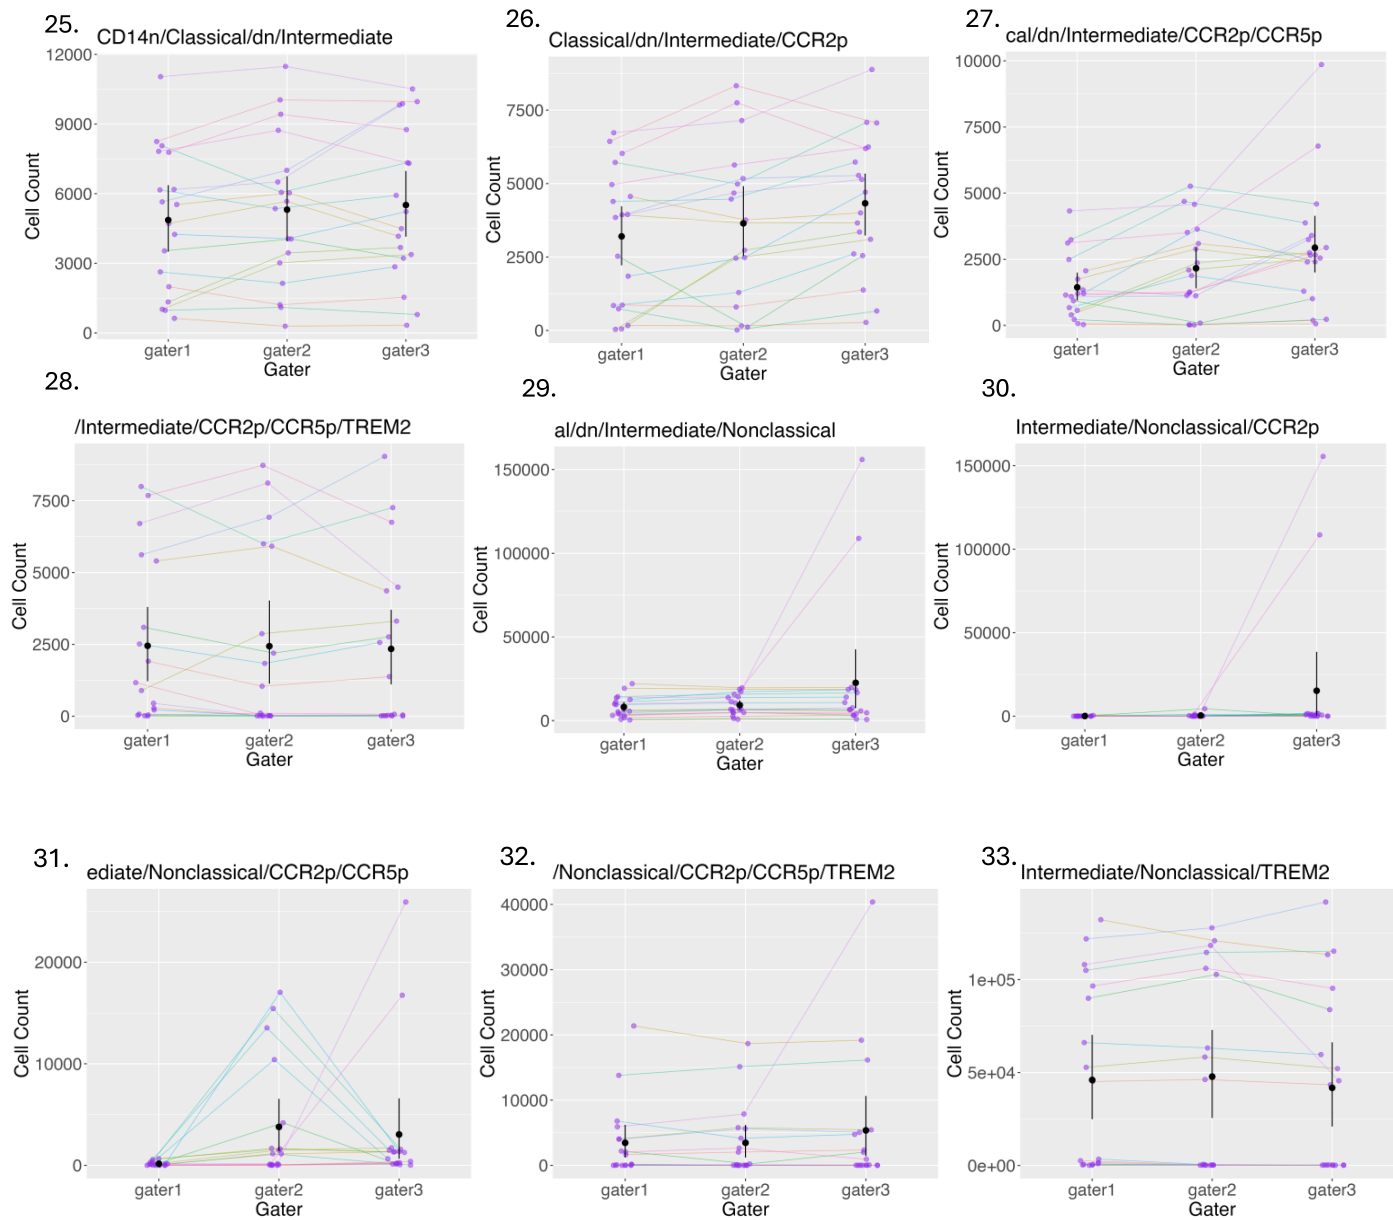 25.
CD14n/Classical/dn/Intermediate
12000
9000
6000
3000
0
Cell Count
gater1 gater2 gater3
Gater
26.
Classical/dn/Intermediate/CCR2p
7500
5000
2500
0
Cell Count
gater1 gater2 gater3
Gater
27.
cal/dn/Intermediate/CCR2p/CCR5p
10000
7500
5000
2500
0
Cell Count
gater1 gater2 gater3
Gater
28.
/Intermediate/CCR2p/CCR5p/TREM2
7500
5000
2500
0
Cell Count
gater1 gater2 gater3
Gater
29.
al/dn/Intermediate/Nonclassical
150000
100000
50000
0
Cell Count
gater1 gater2 gater3
Gater
30.
Intermediate/Nonclassical/CCR2p
150000
100000
50000
0
Cell Count
gater1 gater2 gater3
Gater
31.
ediate/Nonclassical/CCR2p/CCR5p
20000
10000
0
Cell Count
gater1 gater2 gater3
Gater
32.
/Nonclassical/CCR2p/CCR5p/TREM2
40000
30000
20000
10000
0
Cell Count
gater1 gater2 gater3
Gater
33.
Intermediate/Nonclassical/TREM2
1e+05
5e+04
0e+00
Cell Count
gater1 gater2 gater3
Gater